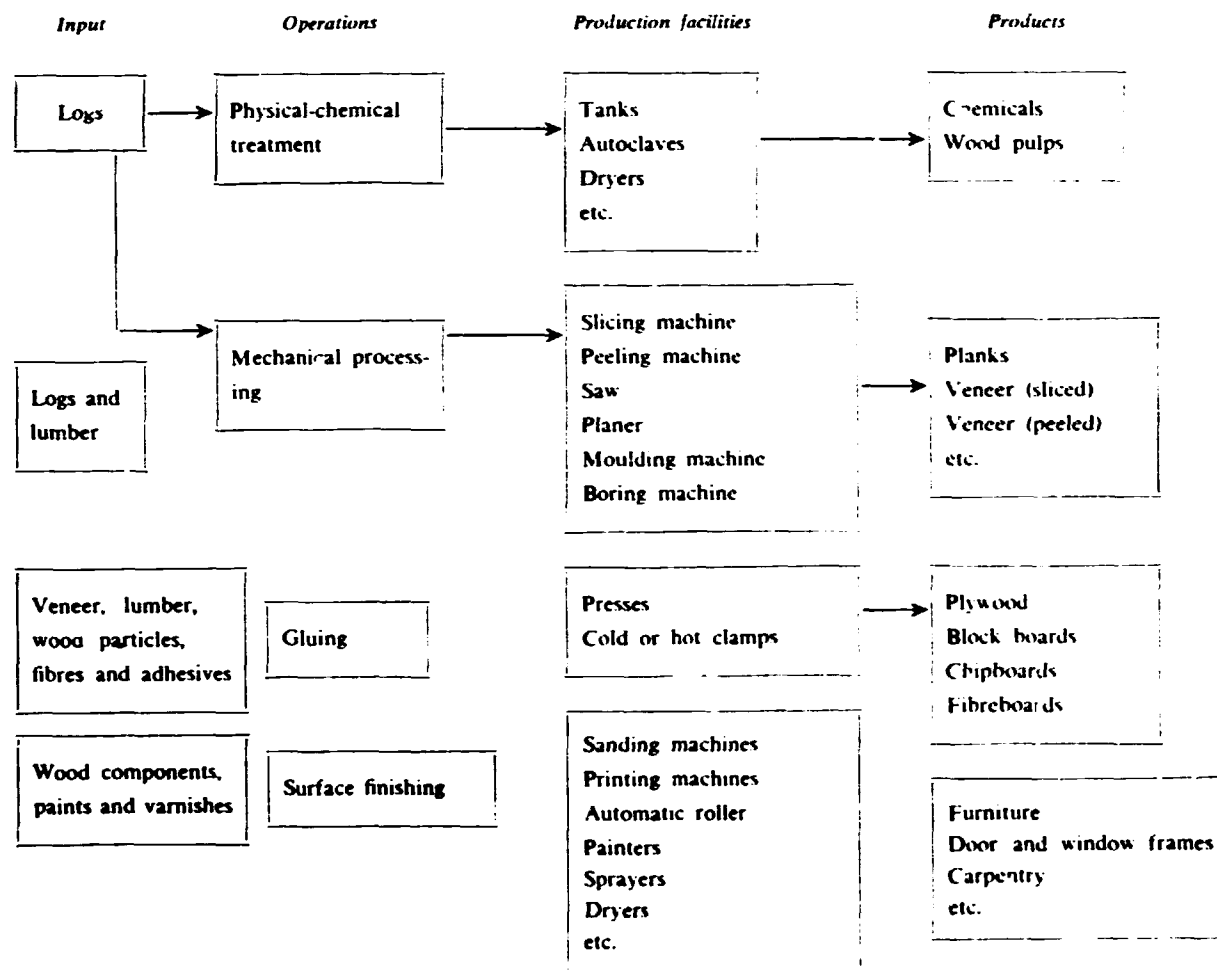 Input
Operations
Production facilities
Products
Logs
Physical-chemical
treatment
Tanks
Autoclaves
Dryers
etc.
Chemicals
Wood pulps
Logs and
lumber
Mechanical process-
ing
Slicing machine
Peeling machine
Saw
Planer
Moulding machine
Boring machine
Planks
Veneer (sliced)
Veneer (peeled)
etc.
Veneer, lumber,
wood particles,
fibres and adhesives
Gluing
Presses
Cold or hot clamps
Plywood
Block boards
Chipboards
Fibreboards
Wood components,
paints and varnishes
Surface finishing
Sanding machines
Printing machines
Automatic roller
Painters
Sprayers
Dryers
etc.
Furniture
Door and window frames
Carpentry
etc.